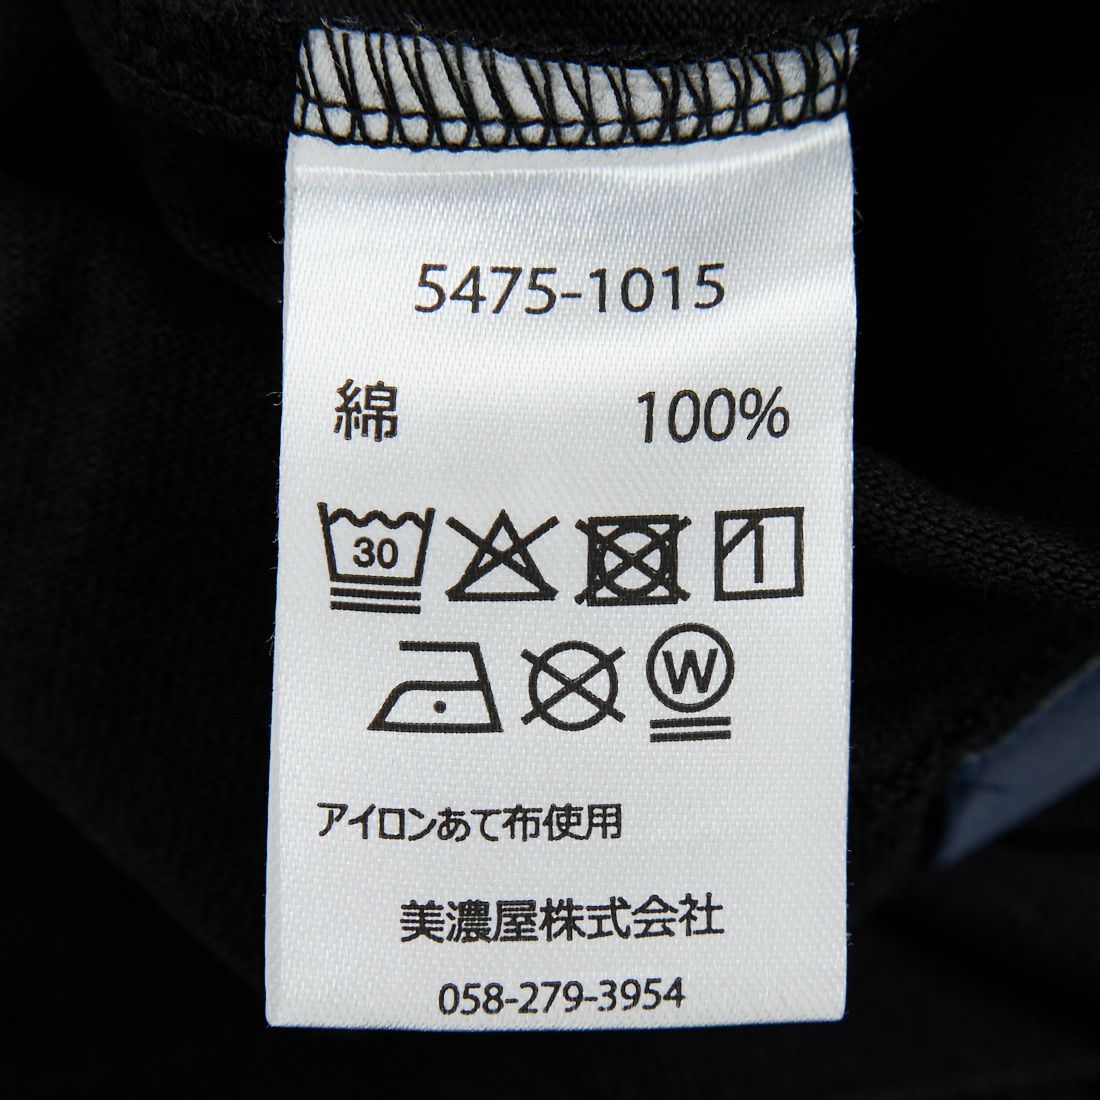 5475-1015
綿 100%
30
W
アイロンあて布使用
美濃屋株式会社
058-279-3954